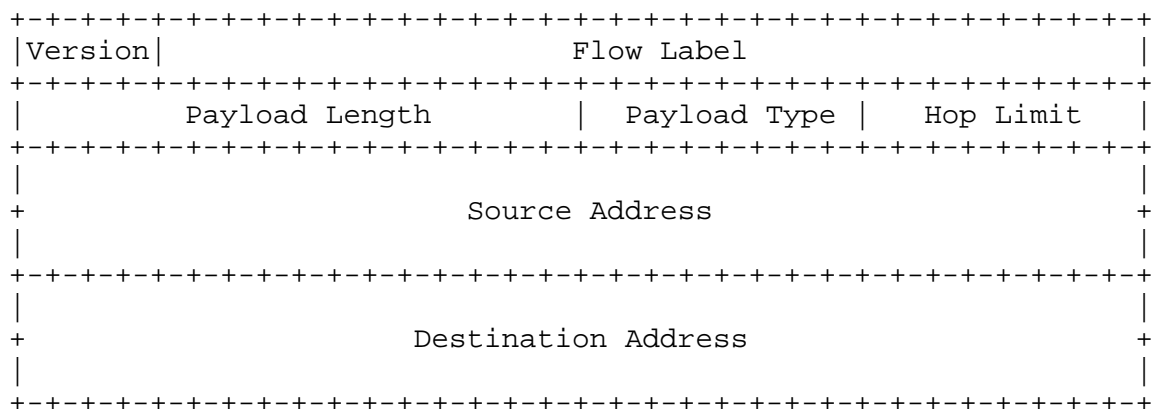 +-+-+-+-+-+-+-+-+-+-+-+-+-+-+-+-+-+-+-+-+-+-+-+-+-+-+-+-+-+-+-+-+
|Version|                       Flow Label                      |
+-+-+-+-+-+-+-+-+-+-+-+-+-+-+-+-+-+-+-+-+-+-+-+-+-+-+-+-+-+-+-+-+
|         Payload Length        |  Payload Type |   Hop Limit   |
+-+-+-+-+-+-+-+-+-+-+-+-+-+-+-+-+-+-+-+-+-+-+-+-+-+-+-+-+-+-+-+-+
|                                                               |
+                         Source Address                        +
|                                                               |
+-+-+-+-+-+-+-+-+-+-+-+-+-+-+-+-+-+-+-+-+-+-+-+-+-+-+-+-+-+-+-+-+
|                                                               |
+                      Destination Address                      +
|                                                               |
+-+-+-+-+-+-+-+-+-+-+-+-+-+-+-+-+-+-+-+-+-+-+-+-+-+-+-+-+-+-+-+-+